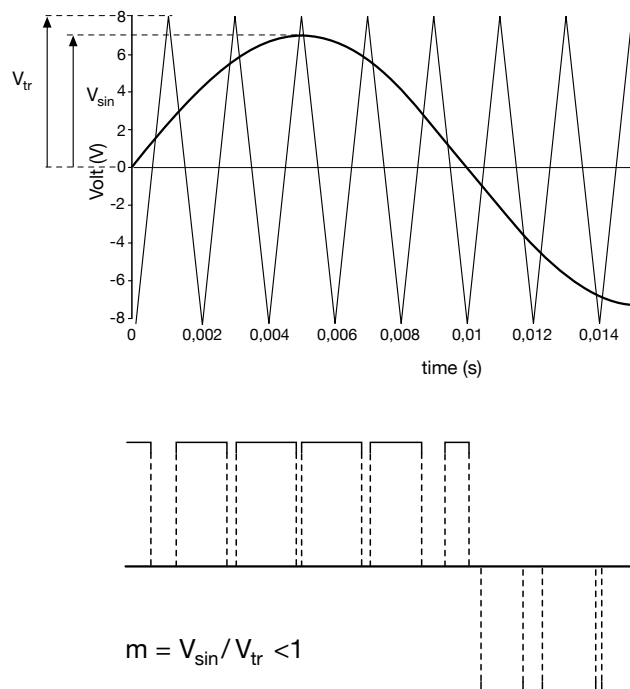 8
6
4
2
0
-2
-4
-6
-8
V_tr
V_sin
Volt (V)
0 0,002 0,004 0,006 0,008 0,01 0,012 0,014
time (s)
m = V_sin / V_tr <1